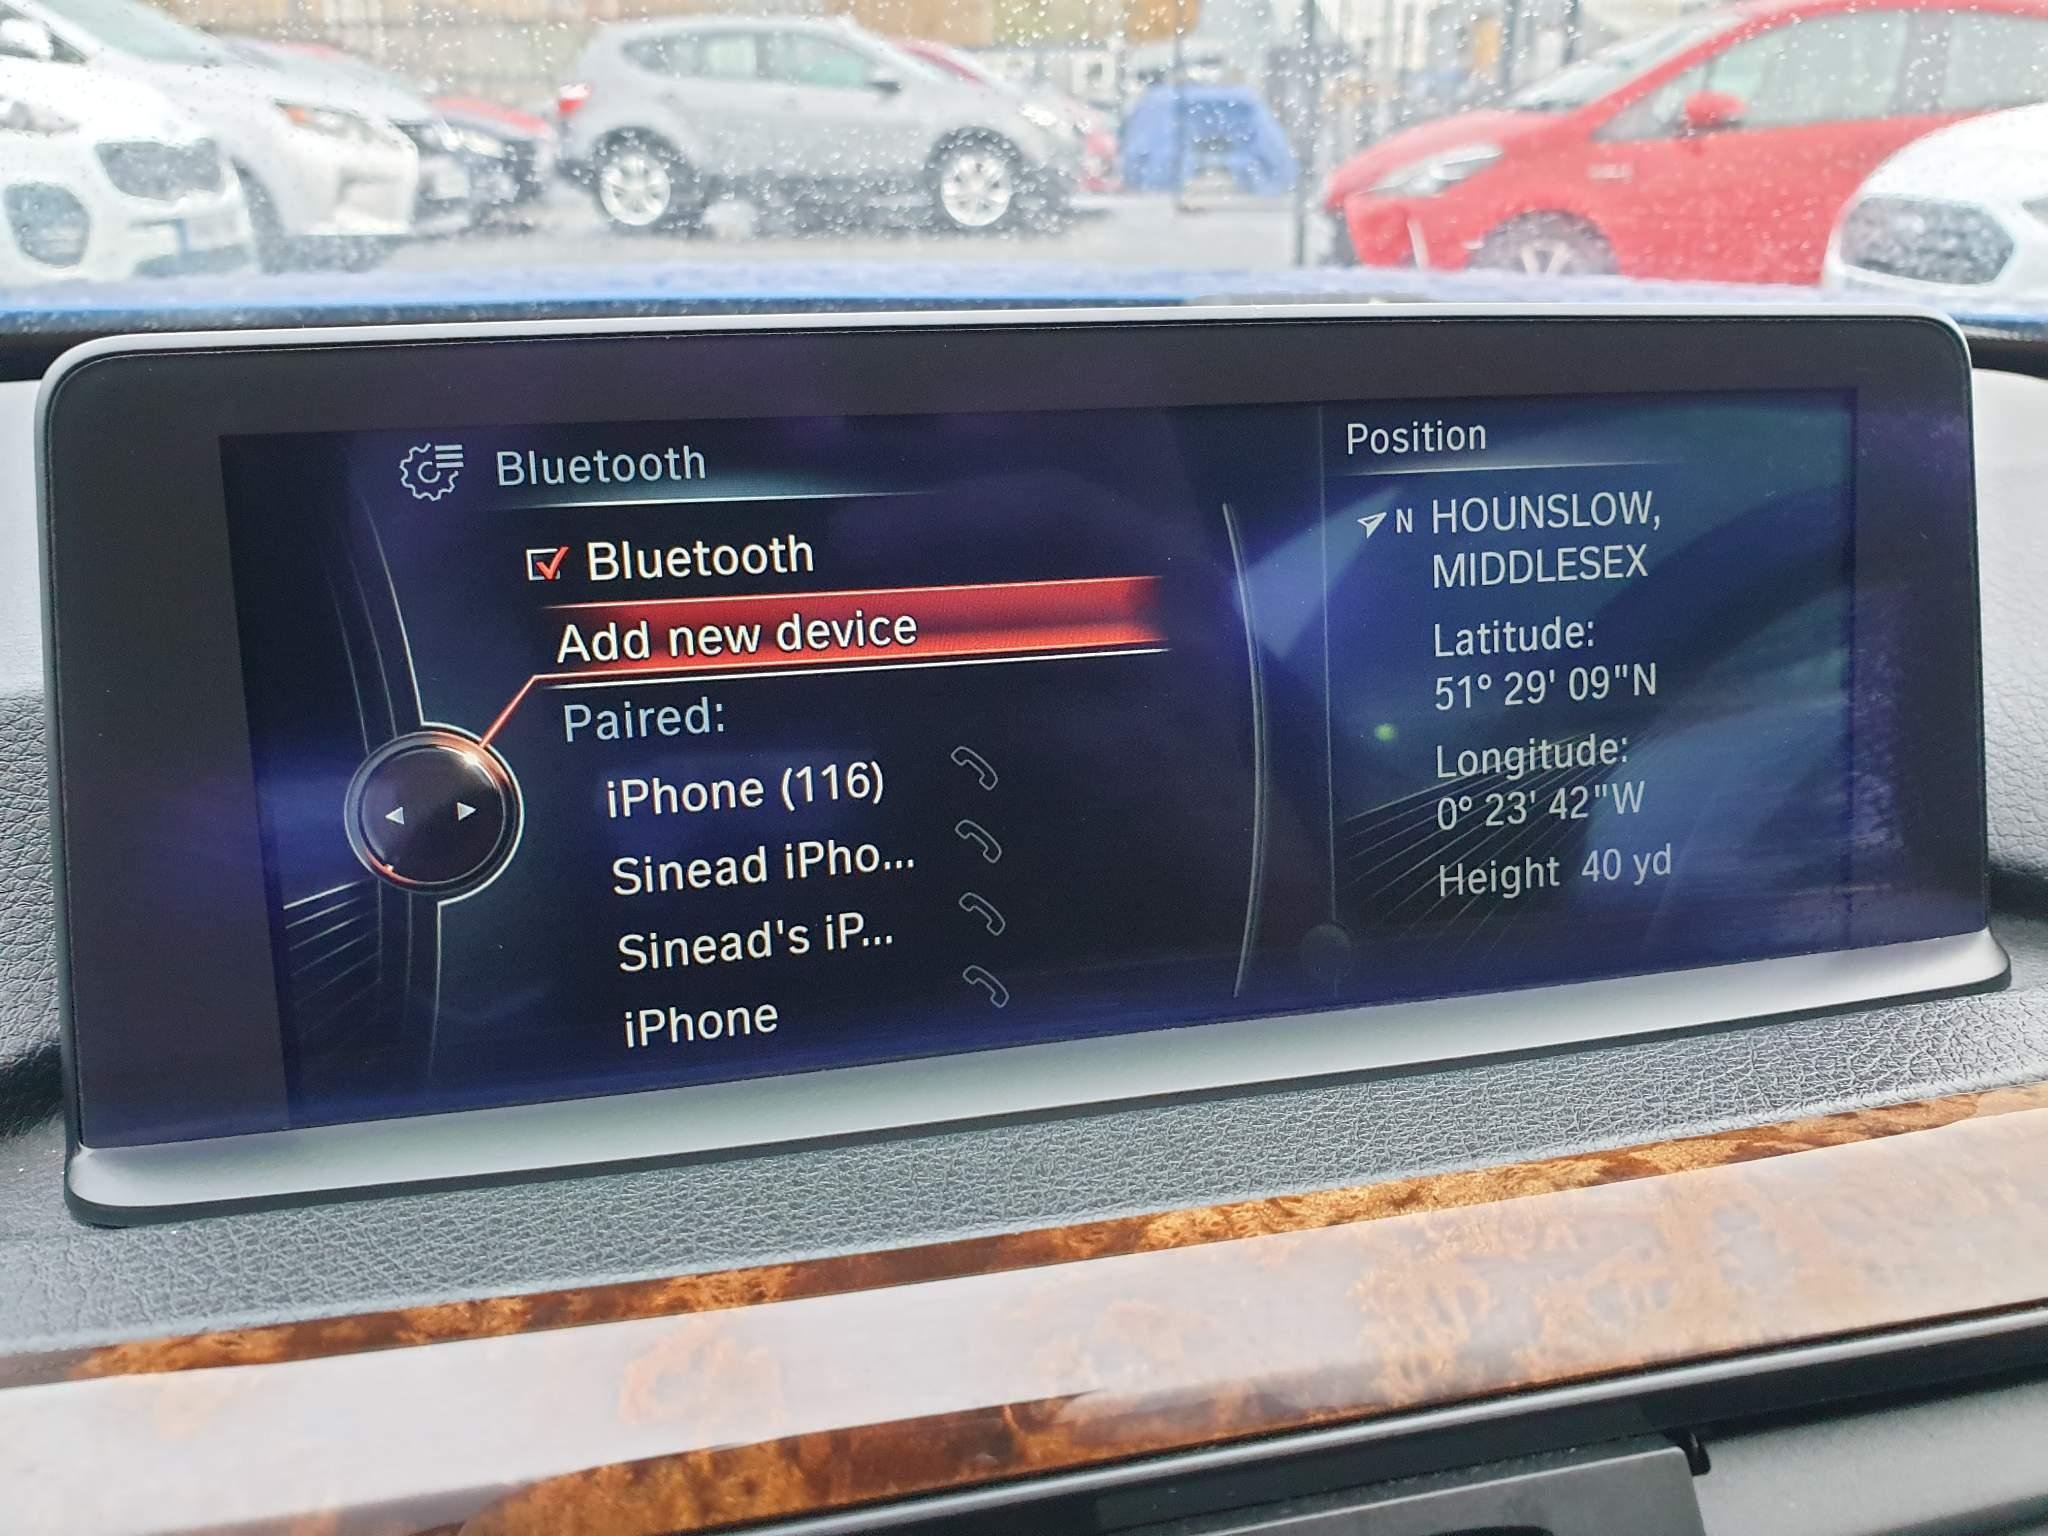 Bluetooth
Bluetooth
Add new device
Paired:
iPhone (116)
Sinead iPho...
Sinead's iP...
iPhone
Position
N HOUNSLOW,
MIDDLESEX
Latitude:
51° 29' 09"N
Longitude:
0° 23' 42"W
Height 40 yd